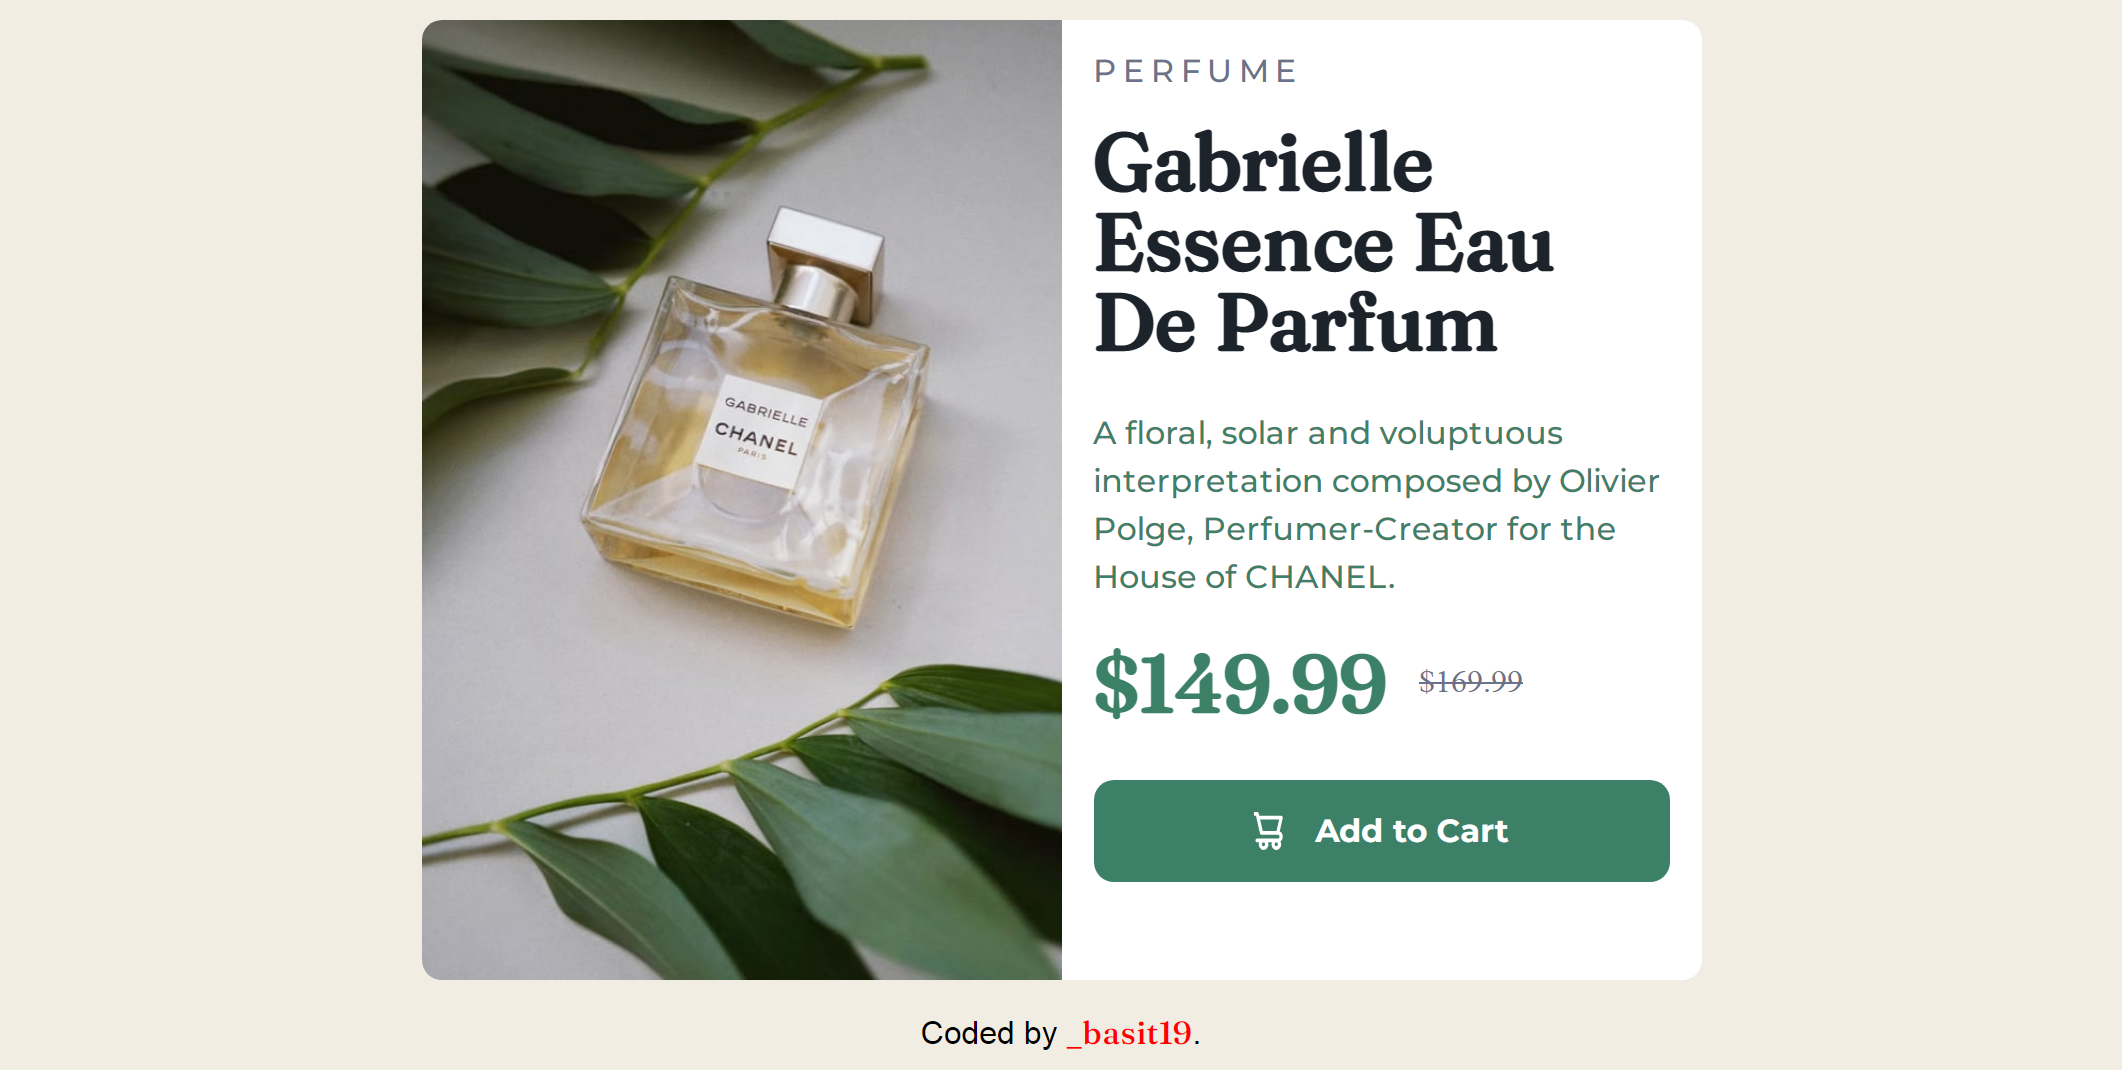 GABRIELLE
CHANEL
PARIS
PERFUME
Gabrielle
Essence Eau
De Parfum
A floral, solar and voluptuous
interpretation composed by Olivier
Polge, Perfumer-Creator for the
House of CHANEL.
$149.99 $169.99
Add to Cart
Coded by _basit19.